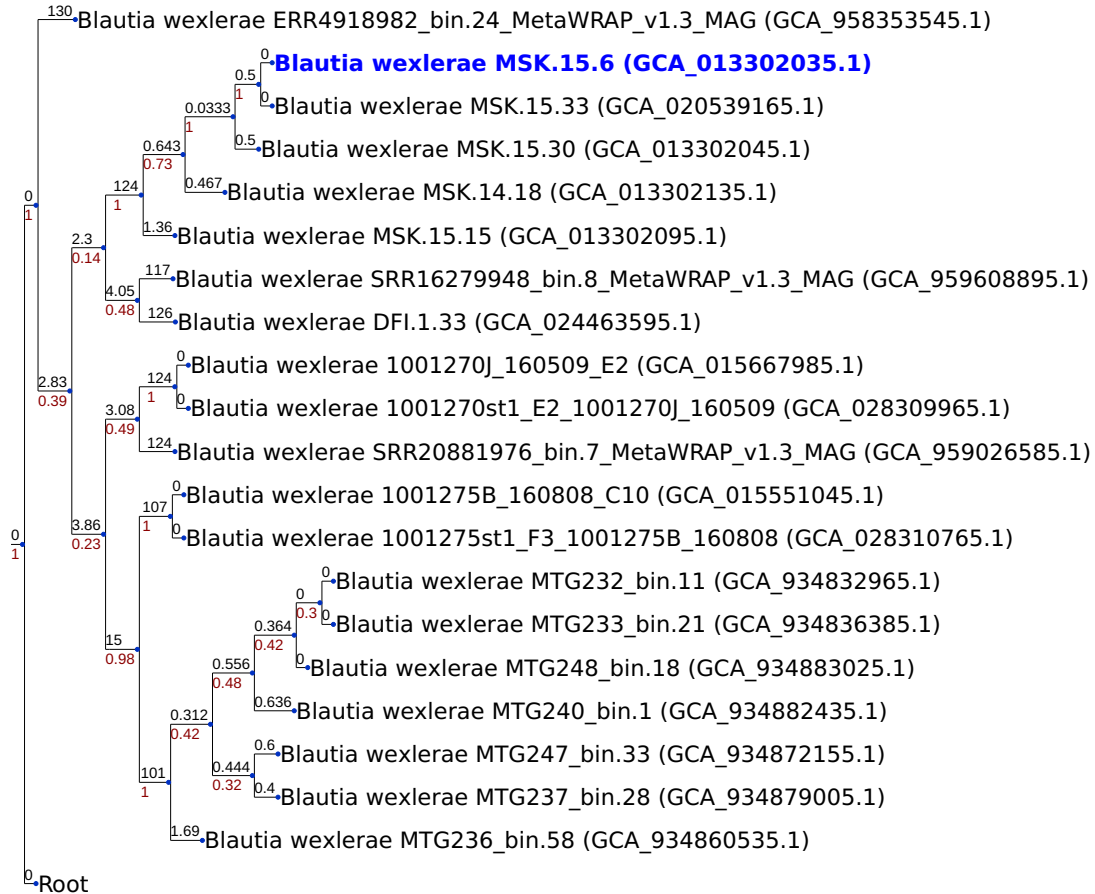 130 Blautia wexlerae ERR4918982_bin.24_MetaWRAP_v1.3_MAG (GCA_958353545.1)
0 Blautia wexlerae MSK.15.6 (GCA_013302035.1)
0.5
1
0 Blautia wexlerae MSK.15.33 (GCA_020539165.1)
0.0333
1
0.5 Blautia wexlerae MSK.15.30 (GCA_013302045.1)
0.643
0.73
0.467 Blautia wexlerae MSK.14.18 (GCA_013302135.1)
124
1
0
1
1.36 Blautia wexlerae MSK.15.15 (GCA_013302095.1)
2.3
0.14
117 Blautia wexlerae SRR16279948_bin.8_MetaWRAP_v1.3_MAG (GCA_959608895.1)
4.05
0.48
126 Blautia wexlerae DFI.1.33 (GCA_024463595.1)
0 Blautia wexlerae 1001270J_160509_E2 (GCA_015667985.1)
124
1
2.83
0.39
0 Blautia wexlerae 1001270st1_E2_1001270J_160509 (GCA_028309965.1)
3.08
0.49
124 Blautia wexlerae SRR20881976_bin.7_MetaWRAP_v1.3_MAG (GCA_959026585.1)
0 Blautia wexlerae 1001275B_160808_C10 (GCA_015551045.1)
107
1
0 Blautia wexlerae 1001275st1_F3_1001275B_160808 (GCA_028310765.1)
3.86
0.23
0
1
0 Blautia wexlerae MTG232_bin.11 (GCA_934832965.1)
0
0.3
0 Blautia wexlerae MTG233_bin.21 (GCA_934836385.1)
0.364
0.42
15
0.98
0 Blautia wexlerae MTG248_bin.18 (GCA_934883025.1)
0.556
0.48
0.636 Blautia wexlerae MTG240_bin.1 (GCA_934882435.1)
0.312
0.42
0.6 Blautia wexlerae MTG247_bin.33 (GCA_934872155.1)
0.444
0.32
101
1
0.4 Blautia wexlerae MTG237_bin.28 (GCA_934879005.1)
1.69 Blautia wexlerae MTG236_bin.58 (GCA_934860535.1)
0 Root